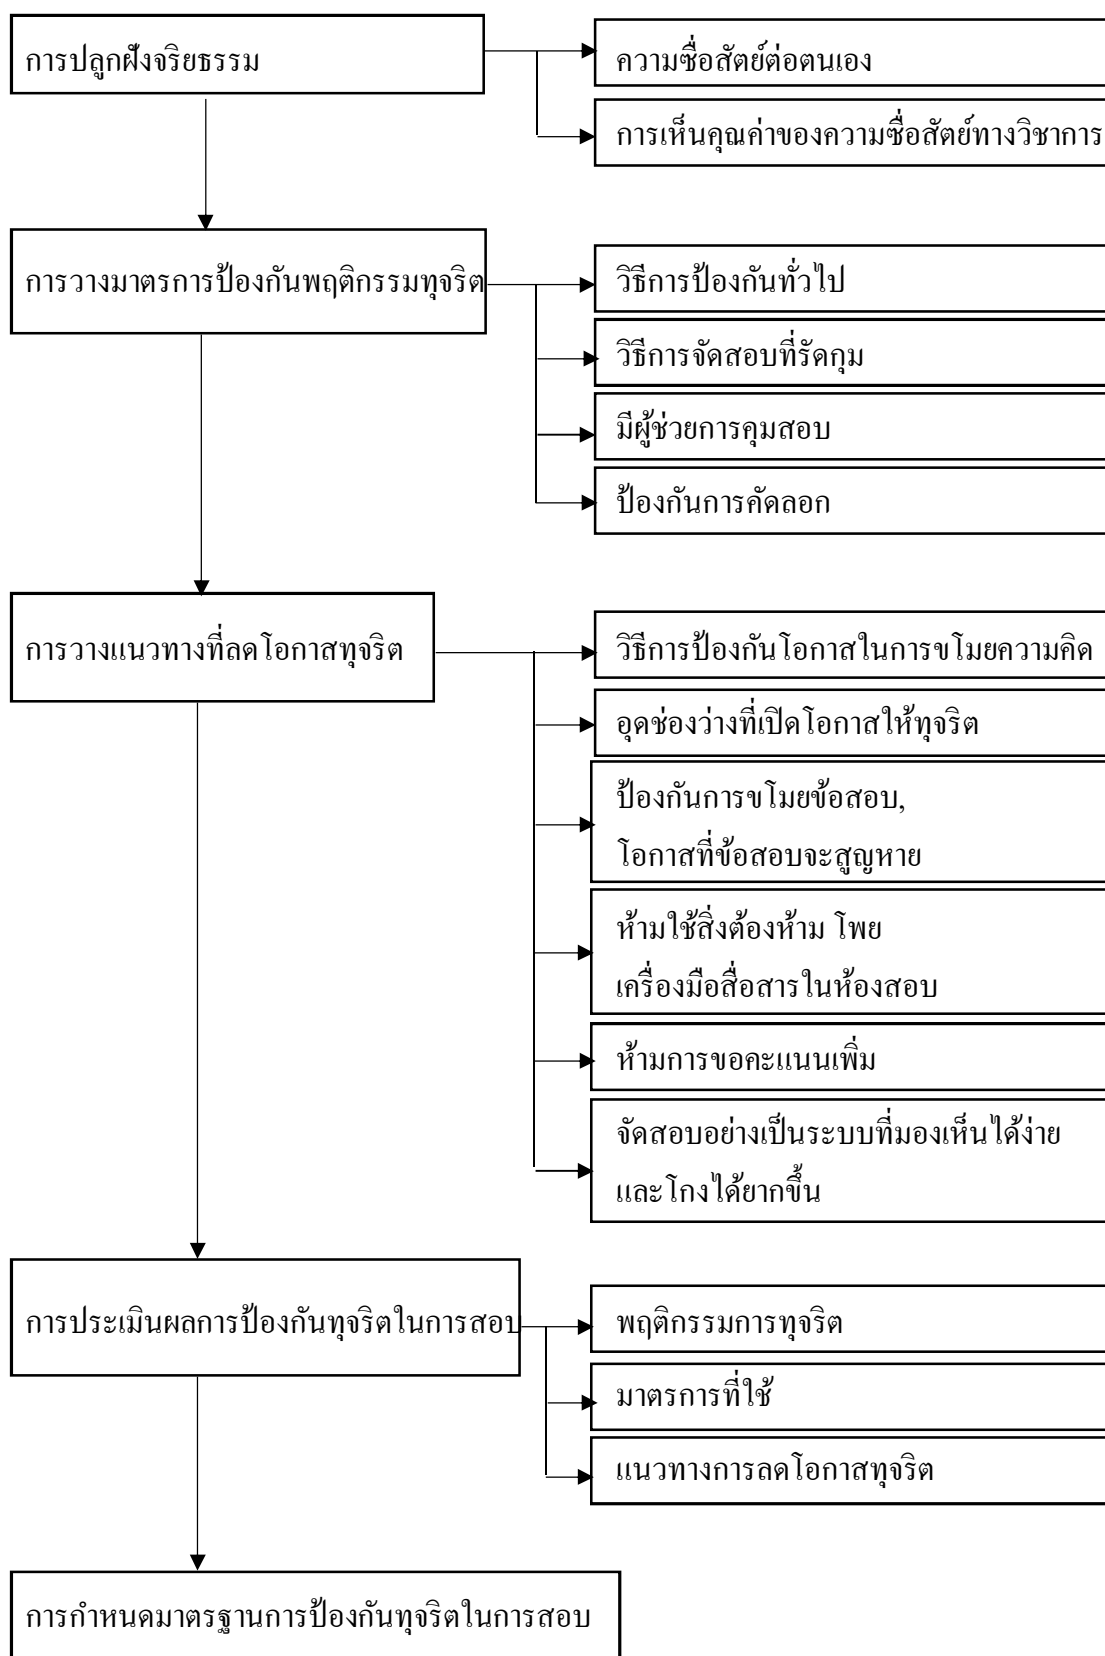 การปลูกฝังจริยธรรม
ความซื่อสัตย์ต่อตนเอง
การเห็นคุณค่าของความซื่อสัตย์ทางวิชาการ
การวางมาตรการป้องกันพฤติกรรมทุจริต
วิธีการป้องกันทั่วไป
วิธีการจัดสอบที่รัดกุม
มีผู้ช่วยการคุมสอบ
ป้องกันการคัดลอก
การวางแนวทางที่ลดโอกาสทุจริต
วิธีการป้องกันโอกาสในการขโมยความคิด
อุดช่องว่างที่เปิดโอกาสให้ทุจริต
ป้องกันการขโมยข้อสอบ,
โอกาสที่ข้อสอบจะสูญหาย
ห้ามใช้สิ่งต้องห้าม โพย
เครื่องมือสื่อสารในห้องสอบ
ห้ามการขอคะแนนเพิ่ม
จัดสอบอย่างเป็นระบบที่มองเห็นได้ง่าย
และโกงได้ยากขึ้น
การประเมินผลการป้องกันทุจริตในการสอบ
พฤติกรรมการทุจริต
มาตรการที่ใช้
แนวทางการลดโอกาสทุจริต
การกำหนดมาตรฐานการป้องกันทุจริตในการสอบ